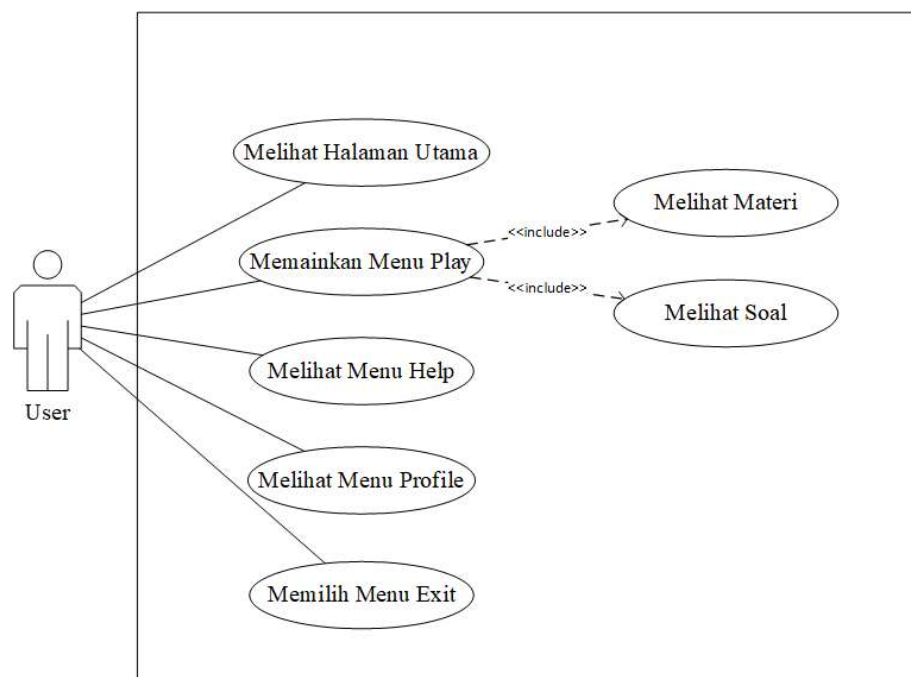 Melihat Halaman Utama
Melihat Materi
<<include>>
Memainkan Menu Play
<<include>>
Melihat Soal
Melihat Menu Help
User
Melihat Menu Profile
Memilih Menu Exit